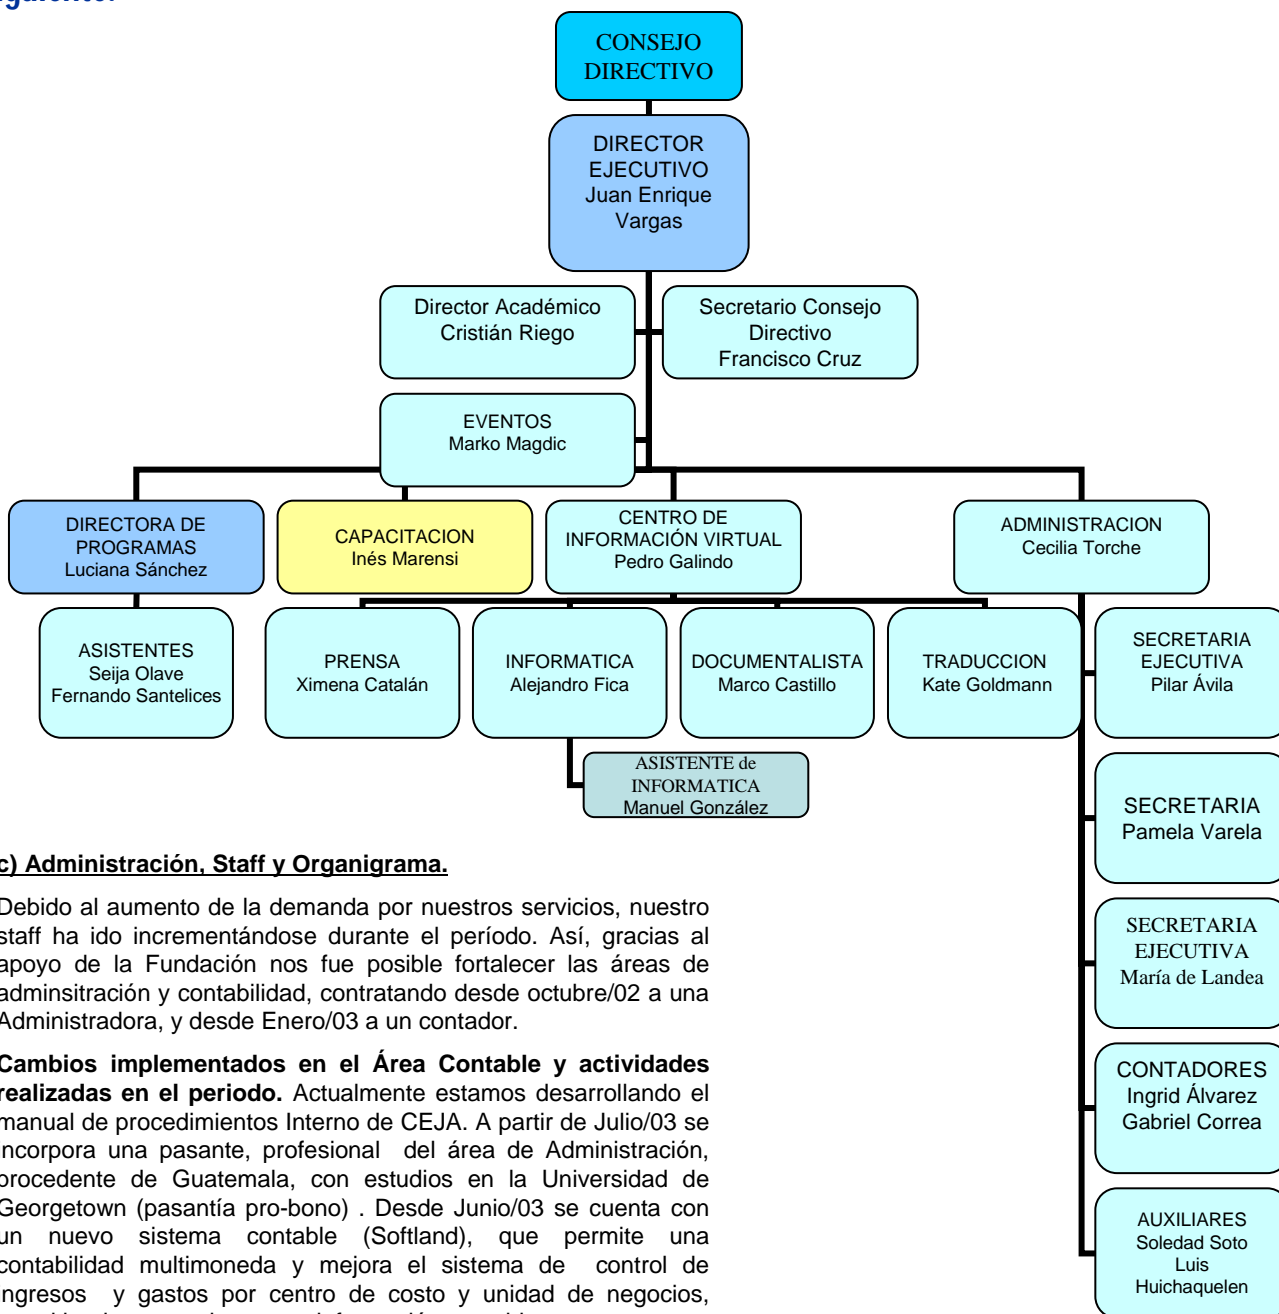 CONSEJO
DIRECTIVO
DIRECTOR
EJECUTIVO
Juan Enrique
Vargas
Director Académico
Cristián Riego
Secretario Consejo
Directivo
Francisco Cruz
EVENTOS
Marko Magdic
DIRECTORA DE
PROGRAMAS
Luciana Sánchez
CAPACITACION
Inés Marensi
CENTRO DE
INFORMACIÓN VIRTUAL
Pedro Galindo
ADMINISTRACION
Cecilia Torche
ASISTENTES
Seija Olave
Fernando Santelices
PRENSA
Ximena Catalán
INFORMATICA
Alejandro Fica
DOCUMENTALISTA
Marco Castillo
TRADUCCION
Kate Goldmann
SECRETARIA
EJECUTIVA
Pilar Ávila
ASISTENTE de
INFORMATICA
Manuel González
SECRETARIA
Pamela Varela
SECRETARIA
EJECUTIVA
María de Landea
CONTADORES
Ingrid Álvarez
Gabriel Correa
AUXILIARES
Soledad Soto
Luis
Huichaquelen
c) Administración, Staff y Organigrama.
Debido al aumento de la demanda por nuestros servicios, nuestro
staff ha ido incrementándose durante el período. Así, gracias al
apoyo de la Fundación nos fue posible fortalecer las áreas de
adminsitración y contabilidad, contratando desde octubre/02 a una
Administradora, y desde Enero/03 a un contador.
Cambios implementados en el Área Contable y actividades
realizadas en el periodo. Actualmente estamos desarrollando el
manual de procedimientos Interno de CEJA. A partir de Julio/03 se
incorpora una pasante, profesional del área de Administración,
procedente de Guatemala, con estudios en la Universidad de
Georgetown (pasantía pro-bono) . Desde Junio/03 se cuenta con
un nuevo sistema contable (Softland), que permite una
contabilidad multimoneda y mejora el sistema de control de
ingresos y gastos por centro de costo y unidad de negocios,